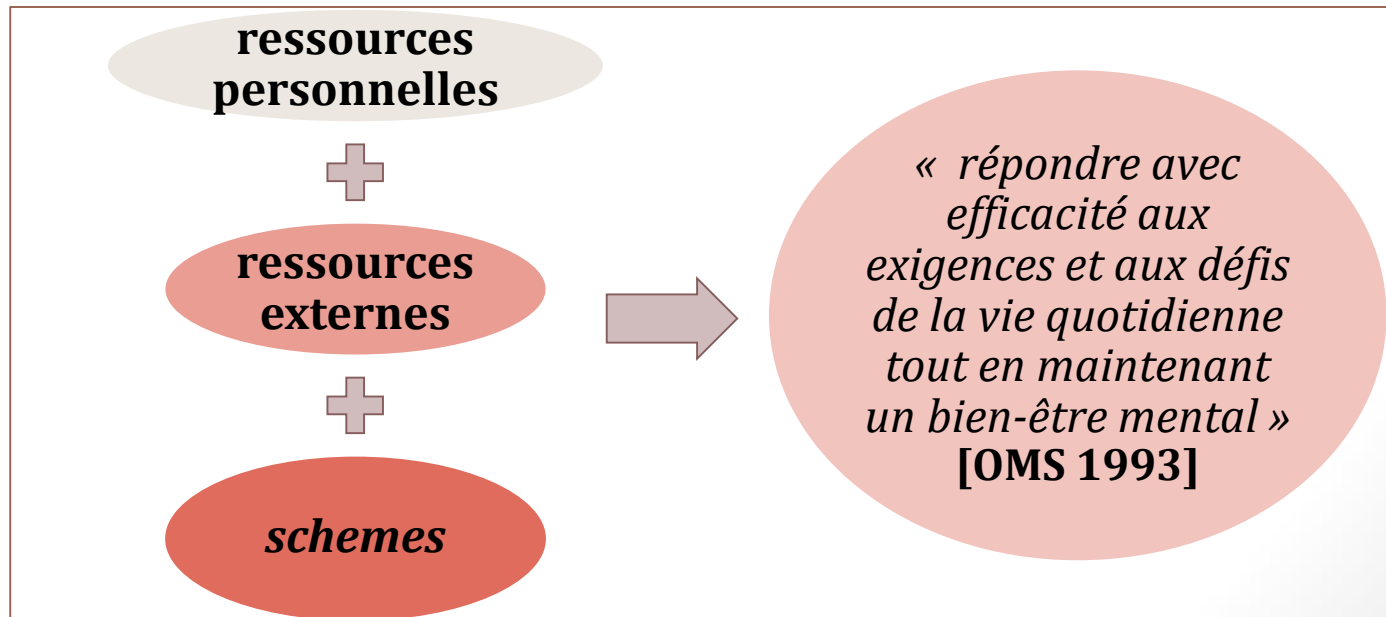 ressources
personnelles
ressources
externes
schemes
«  répondre avec
efficacité aux
exigences et aux défis
de la vie quotidienne
tout en maintenant
un bien-être mental »
[OMS 1993]